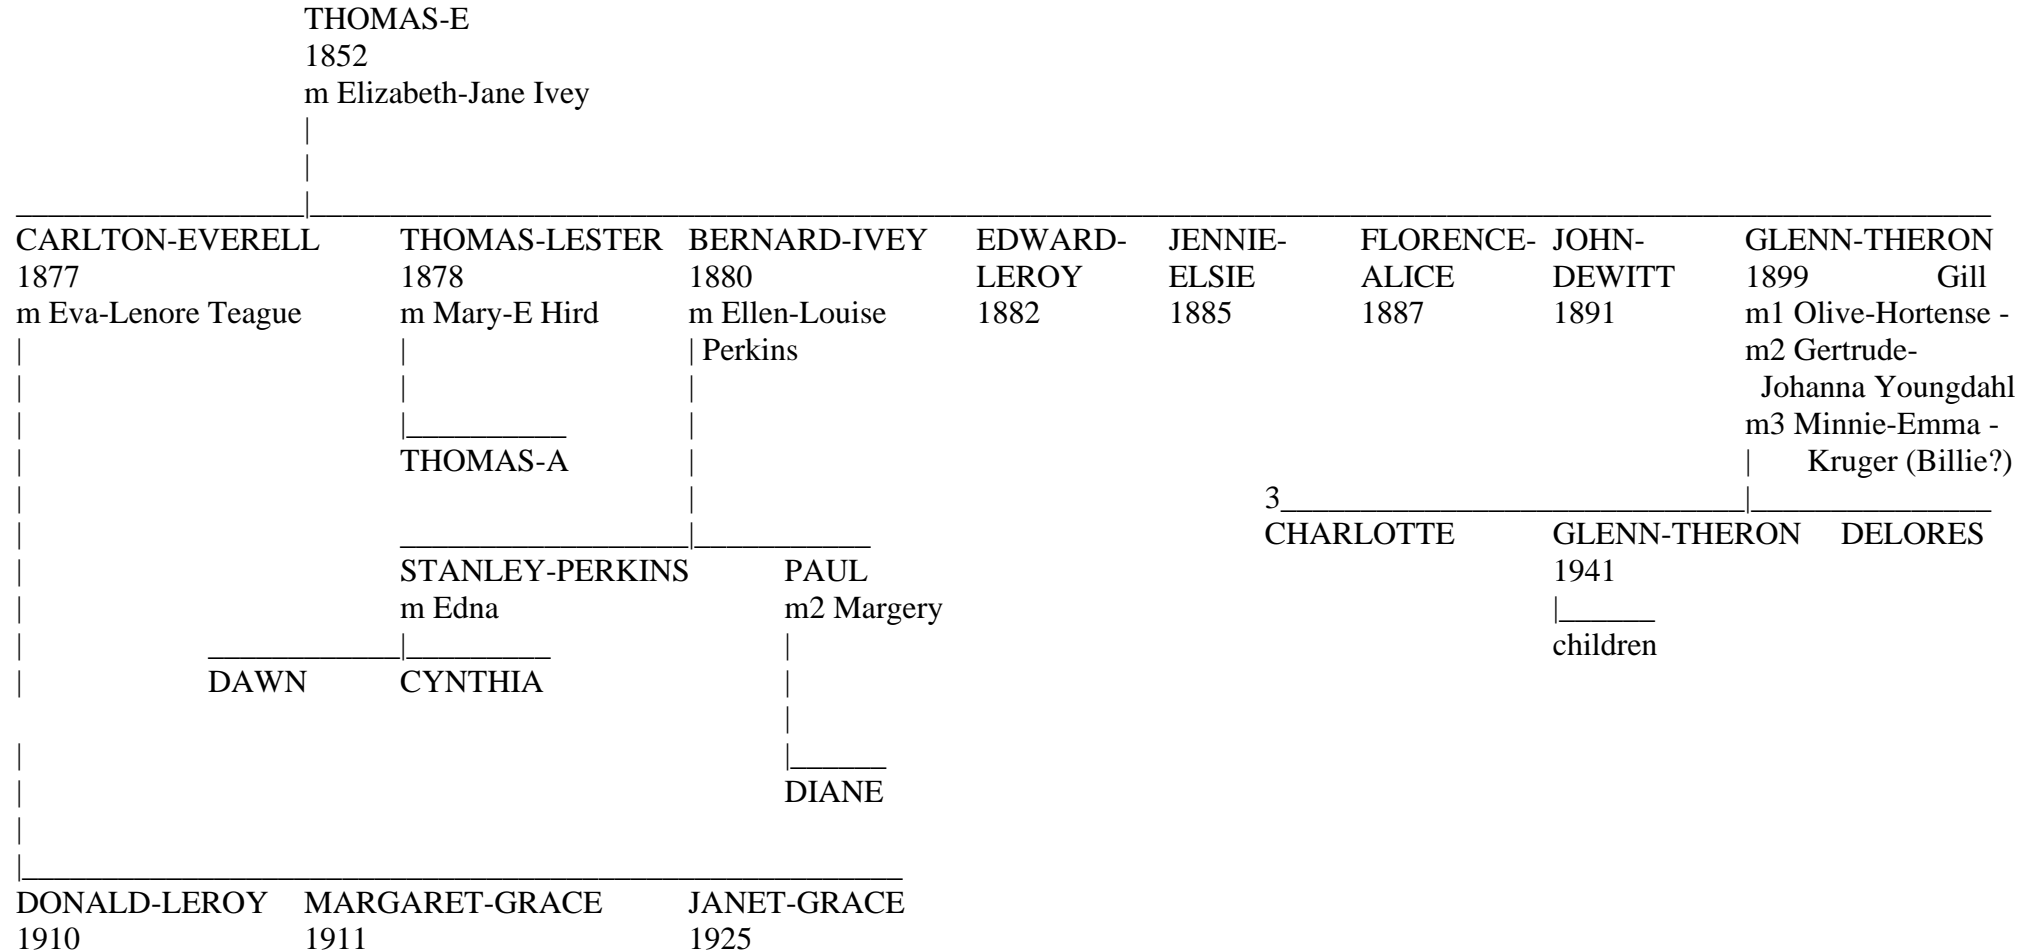 THOMAS-E
1852
m Elizabeth-Jane Ivey
CARLTON-EVERELL THOMAS-LESTER BERNARD-IVEY EDWARD- JENNIE- FLORENCE- JOHN- GLENN-THERON
1877 1878 1880 LEROY ELSIE ALICE DEWITT 1899 Gill
m Eva-Lenore Teague m Mary-E Hird m Ellen-Louise 1882 1885 1887 1891 m1 Olive-Hortense -
Perkins m2 Gertrude-
Johanna Youngdahl
m3 Minnie-Emma -
THOMAS-A Kruger (Billie?)
3
CHARLOTTE GLENN-THERON DELORES
STANLEY-PERKINS PAUL 1941
m Edna m2 Margery
children
DAWN CYNTHIA
DIANE
DONALD-LEROY MARGARET-GRACE JANET-GRACE
1910 1911 1925